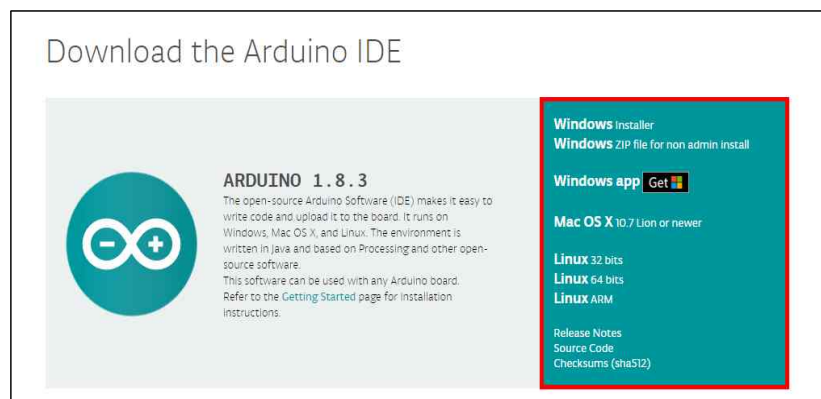 Download the Arduino IDE
ARDUINO 1.8.3
The open-source Arduino Software (IDE) makes it easy to
write code and upload it to the board. It runs on
Windows, Mac OS X, and Linux. The environment is
written in Java and based on Processing and other open-
source software.
This software can be used with any Arduino board.
Refer to the Getting Started page for installation
instructions.
Windows Installer
Windows ZIP file for non admin install
Windows app Get
Mac OS X 10.7 Lion or newer
Linux 32 bits
Linux 64 bits
Linux ARM
Release Notes
Source Code
Checksums (sha512)